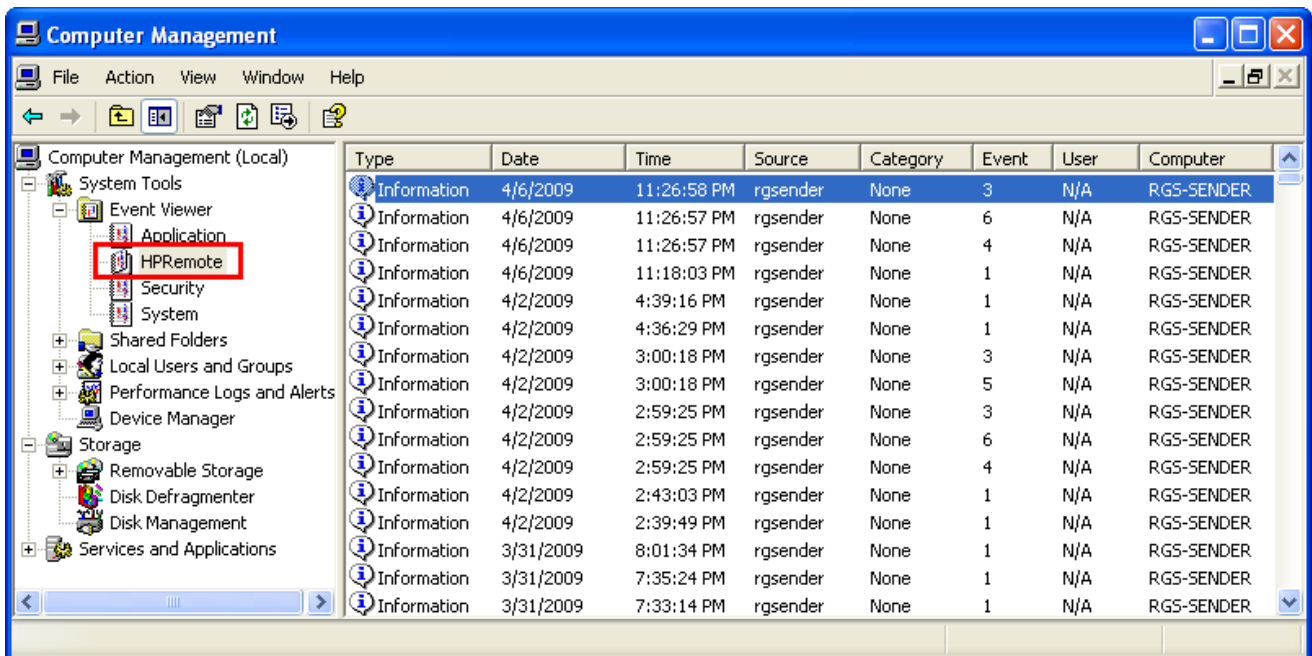 Computer Management
File Action View Window Help
Computer Management (Local)
System Tools
Event Viewer
Application
HPRemote
Security
System
Shared Folders
Local Users and Groups
Performance Logs and Alerts
Device Manager
Storage
Removable Storage
Disk Defragmenter
Disk Management
Services and Applications
Type Date Time Source Category Event User Computer
Information 4/6/2009 11:26:58 PM rgsender None 3 N/A RGS-SENDER
Information 4/6/2009 11:26:57 PM rgsender None 6 N/A RGS-SENDER
Information 4/6/2009 11:26:57 PM rgsender None 4 N/A RGS-SENDER
Information 4/6/2009 11:18:03 PM rgsender None 1 N/A RGS-SENDER
Information 4/2/2009 4:39:16 PM rgsender None 1 N/A RGS-SENDER
Information 4/2/2009 4:36:29 PM rgsender None 1 N/A RGS-SENDER
Information 4/2/2009 3:00:18 PM rgsender None 3 N/A RGS-SENDER
Information 4/2/2009 3:00:18 PM rgsender None 5 N/A RGS-SENDER
Information 4/2/2009 2:59:25 PM rgsender None 3 N/A RGS-SENDER
Information 4/2/2009 2:59:25 PM rgsender None 6 N/A RGS-SENDER
Information 4/2/2009 2:59:25 PM rgsender None 4 N/A RGS-SENDER
Information 4/2/2009 2:43:03 PM rgsender None 1 N/A RGS-SENDER
Information 4/2/2009 2:39:49 PM rgsender None 1 N/A RGS-SENDER
Information 3/31/2009 8:01:34 PM rgsender None 1 N/A RGS-SENDER
Information 3/31/2009 7:35:24 PM rgsender None 1 N/A RGS-SENDER
Information 3/31/2009 7:33:14 PM rgsender None 1 N/A RGS-SENDER